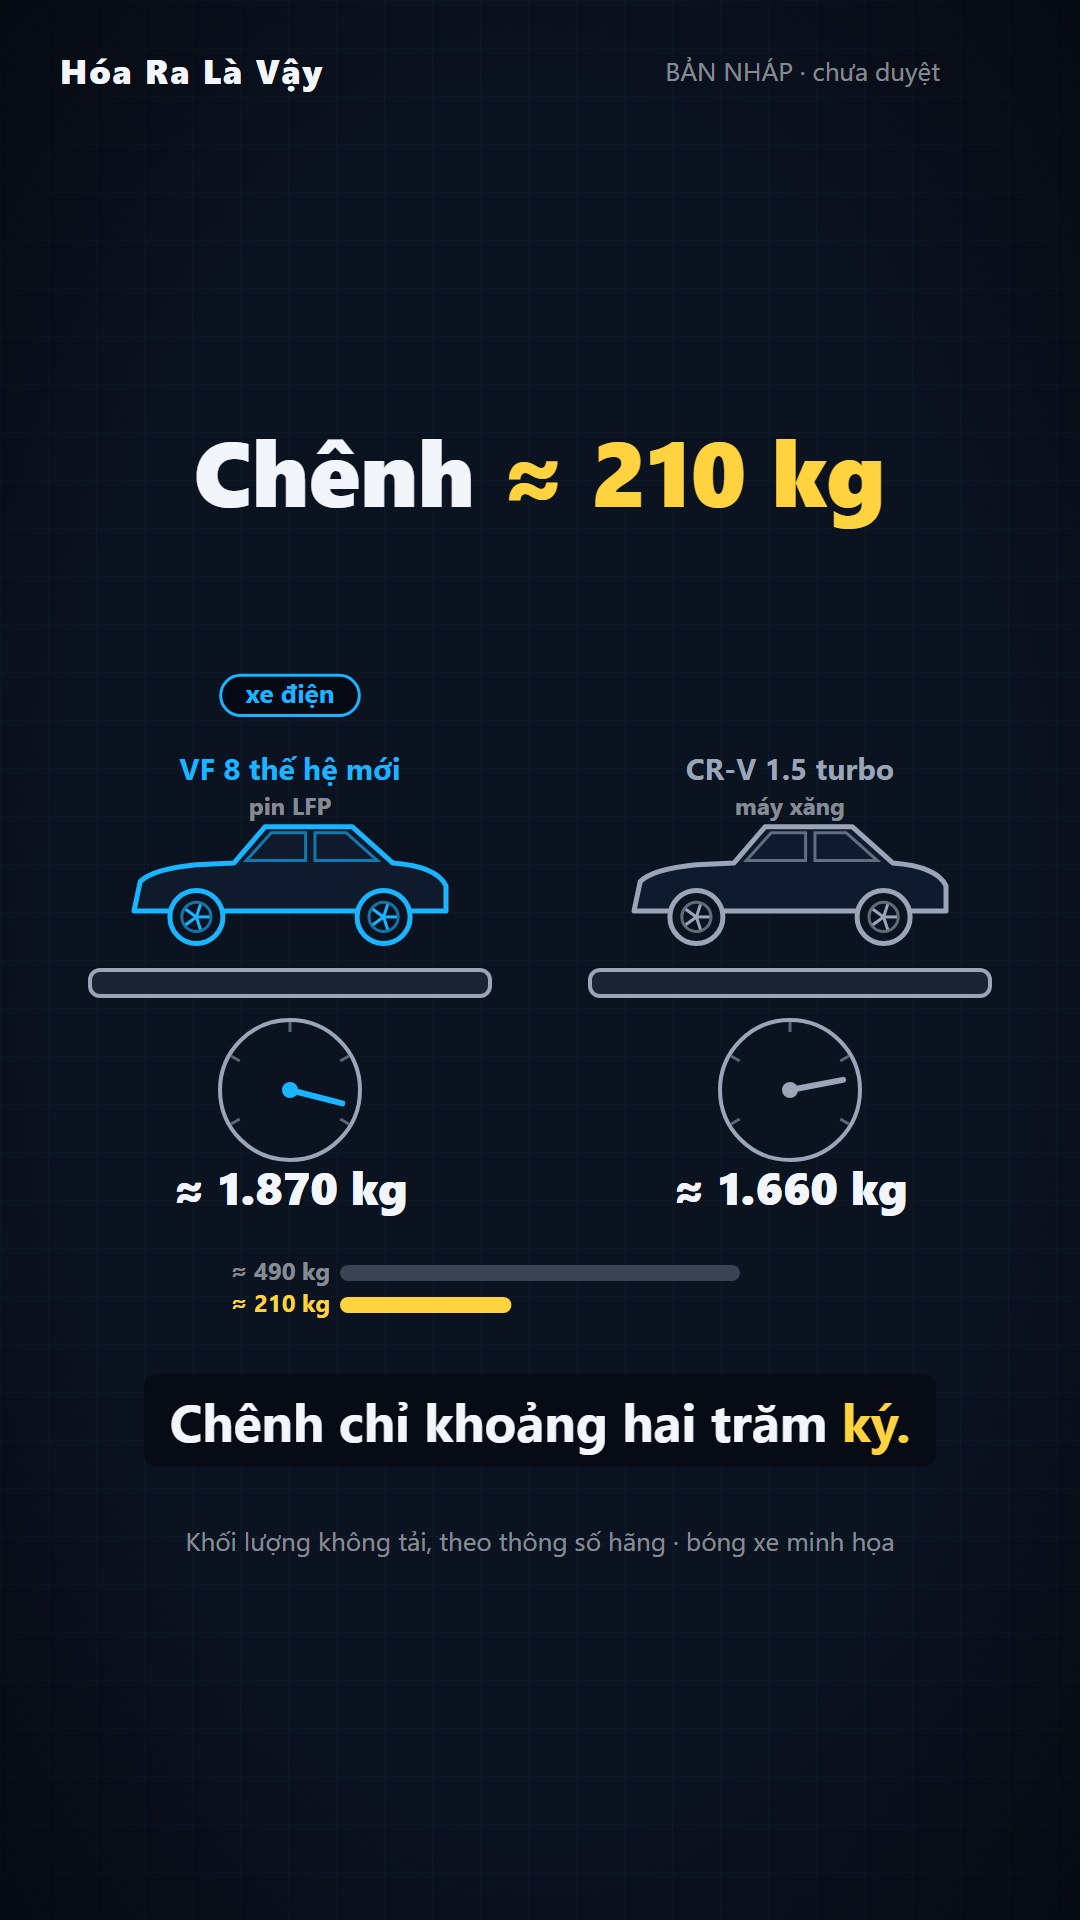 Hóa Ra Là Vậy
BẢN NHÁP · chưa duyệt
Chênh ≈ 210 kg
xe điện
VF 8 thế hệ mới
pin LFP
CR-V 1.5 turbo
máy xăng
≈ 1.870 kg
≈ 1.660 kg
≈ 490 kg
≈ 210 kg
Chênh chỉ khoảng hai trăm ký.
Khối lượng không tải, theo thông số hãng · bóng xe minh họa